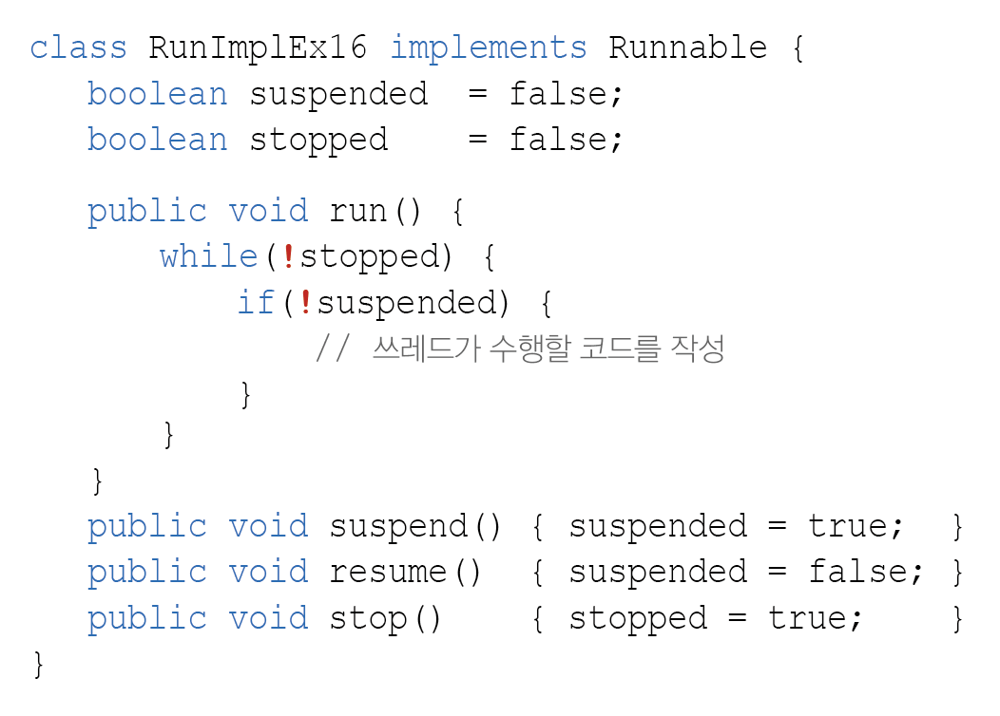 class RunImplEx16 implements Runnable {
boolean suspended = false;
boolean stopped = false;
public void run() {
while(!stopped) {
if(!suspended) {
// 쓰레드가 수행할 코드를 작성
}
}
}
public void suspend() { suspended = true; }
public void resume() { suspended = false; }
public void stop() { stopped = true; }
}